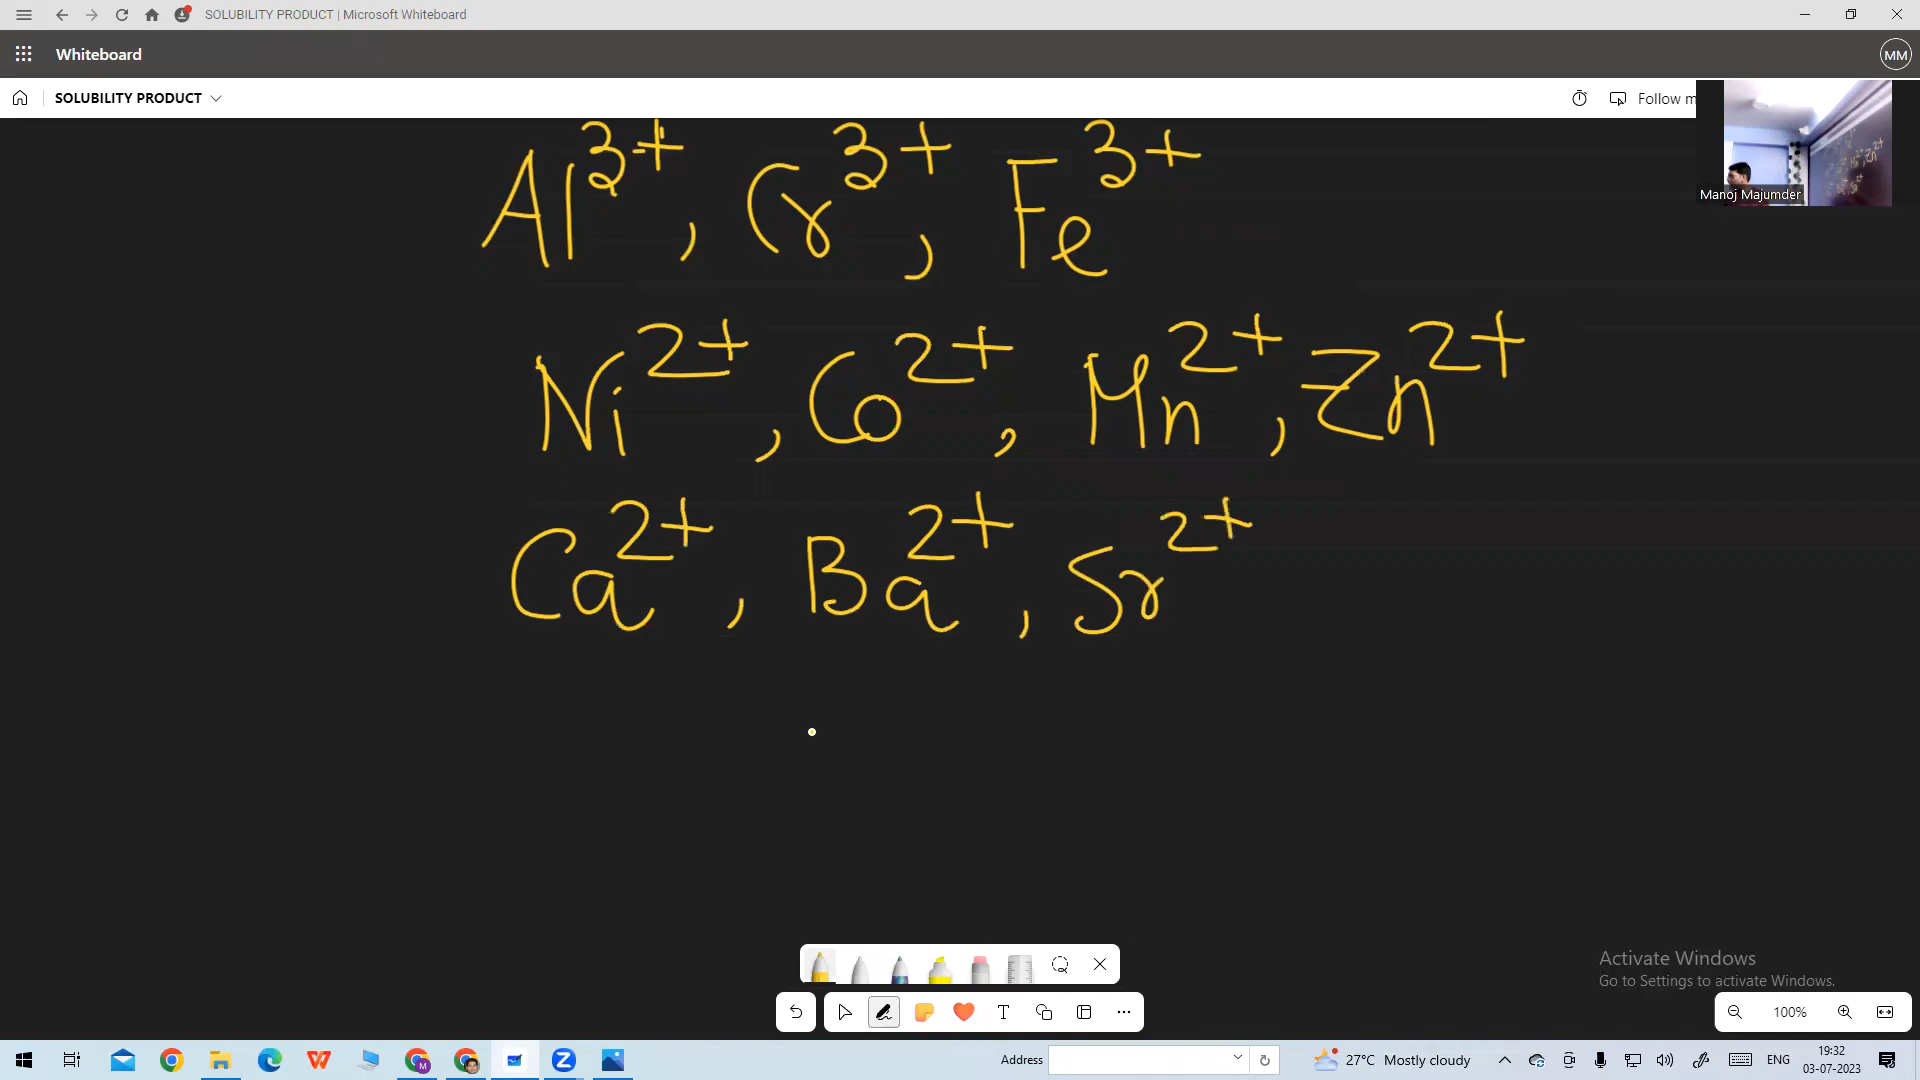 SOLUBILITY PRODUCT | Microsoft Whiteboard
Whiteboard
MM
SOLUBILITY PRODUCT
Follow m
Manoj Majumder
Al³⁺, Cr³⁺, Fe³⁺
Ni²⁺, Co²⁺, Mn²⁺, Zn²⁺
Ca²⁺, Ba²⁺, Sr²⁺
Activate Windows
Go to Settings to activate Windows.
100%
Address
27°C Mostly cloudy
ENG
19:32
03-07-2023